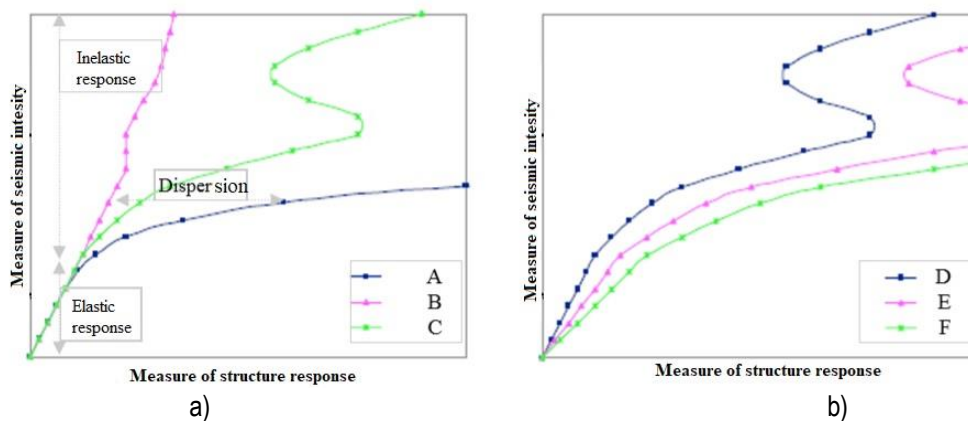 Measure of seismic intesity
Inelastic
response
Dispersion
Elastic
response
A
B
C
Measure of structure response
a)
Measure of seismic intesity
D
E
F
Measure of structure response
b)